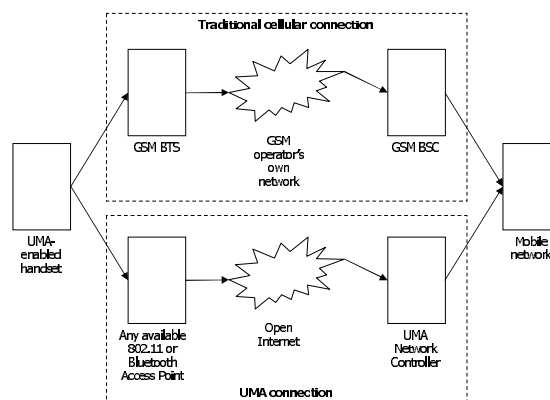 Traditional cellular connection
GSM BTS
GSM
operator's
own
network
GSM BSC
UMA-
enabled
handset
Mobile
network
Any available
802.11 or
Bluetooth
Access Point
Open
Internet
UMA
Network
Controller
UMA connection